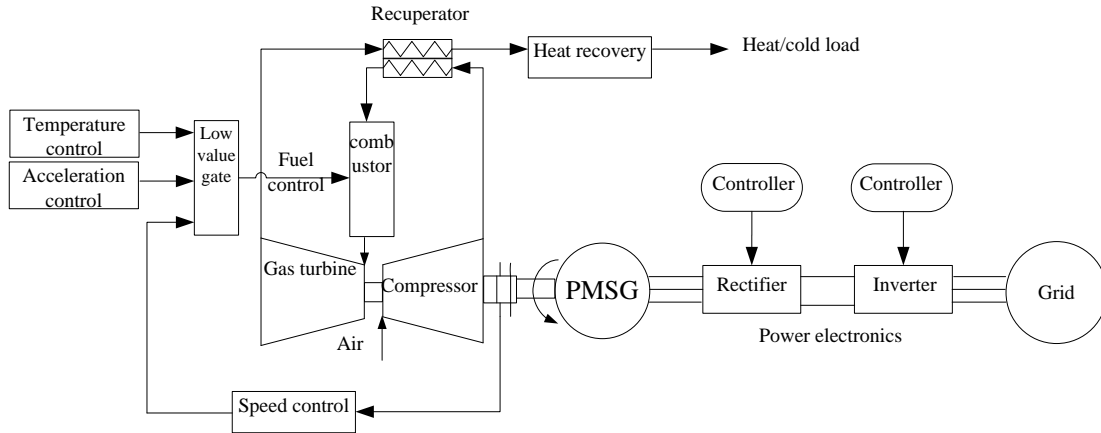 Recuperator
Heat recovery
Heat/cold load
Temperature
control
Acceleration
control
Low
value
gate
Fuel
control
comb
ustor
Controller
Controller
Gas turbine
Compressor
PMSG
Rectifier
Inverter
Grid
Air
Power electronics
Speed control